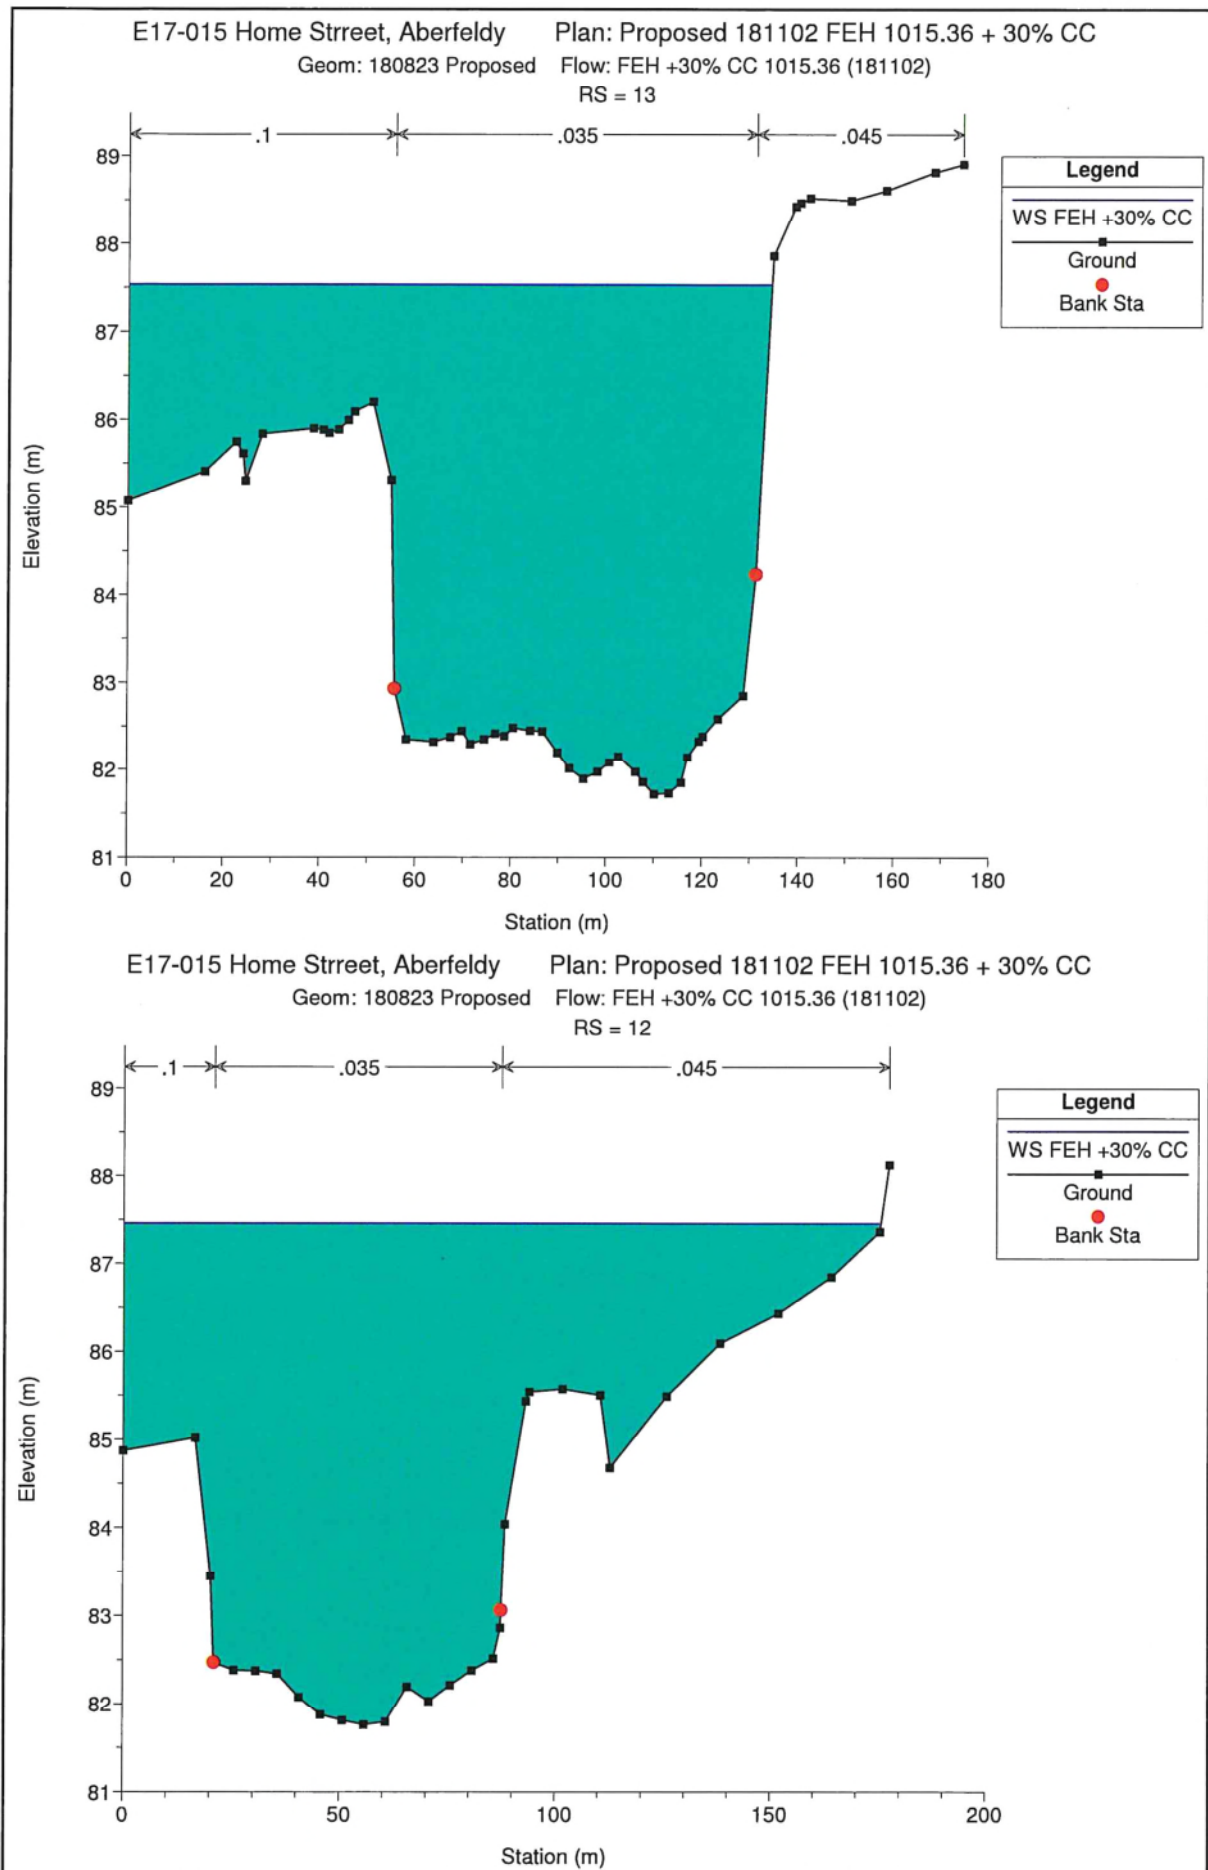 E17-015 Home Strreet, Aberfeldy Plan: Proposed 181102 FEH 1015.36 + 30% CC
Geom: 180823 Proposed Flow: FEH +30% CC 1015.36 (181102)
RS = 13
.1 .035 .045
89
88
87
86
85
84
83
82
81
Elevation (m)
0 20 40 60 80 100 120 140 160 180
Station (m)
Legend
WS FEH +30% CC
Ground
Bank Sta
E17-015 Home Strreet, Aberfeldy Plan: Proposed 181102 FEH 1015.36 + 30% CC
Geom: 180823 Proposed Flow: FEH +30% CC 1015.36 (181102)
RS = 12
.1 .035 .045
89
88
87
86
85
84
83
82
81
Elevation (m)
0 50 100 150 200
Station (m)
Legend
WS FEH +30% CC
Ground
Bank Sta